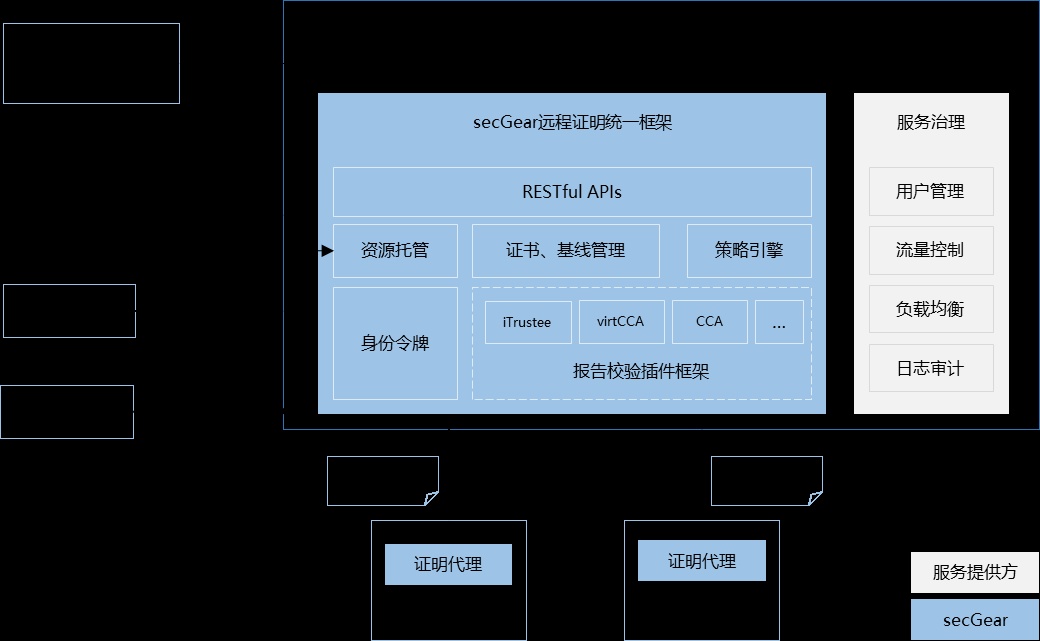 secGear远程证明统一框架
服务治理
RESTful APIs
用户管理
资源托管
证书、基线管理
策略引擎
流量控制
身份令牌
iTrustee
virtCCA
CCA
...
负载均衡
报告校验插件框架
日志审计
证明代理
证明代理
服务提供方
secGear